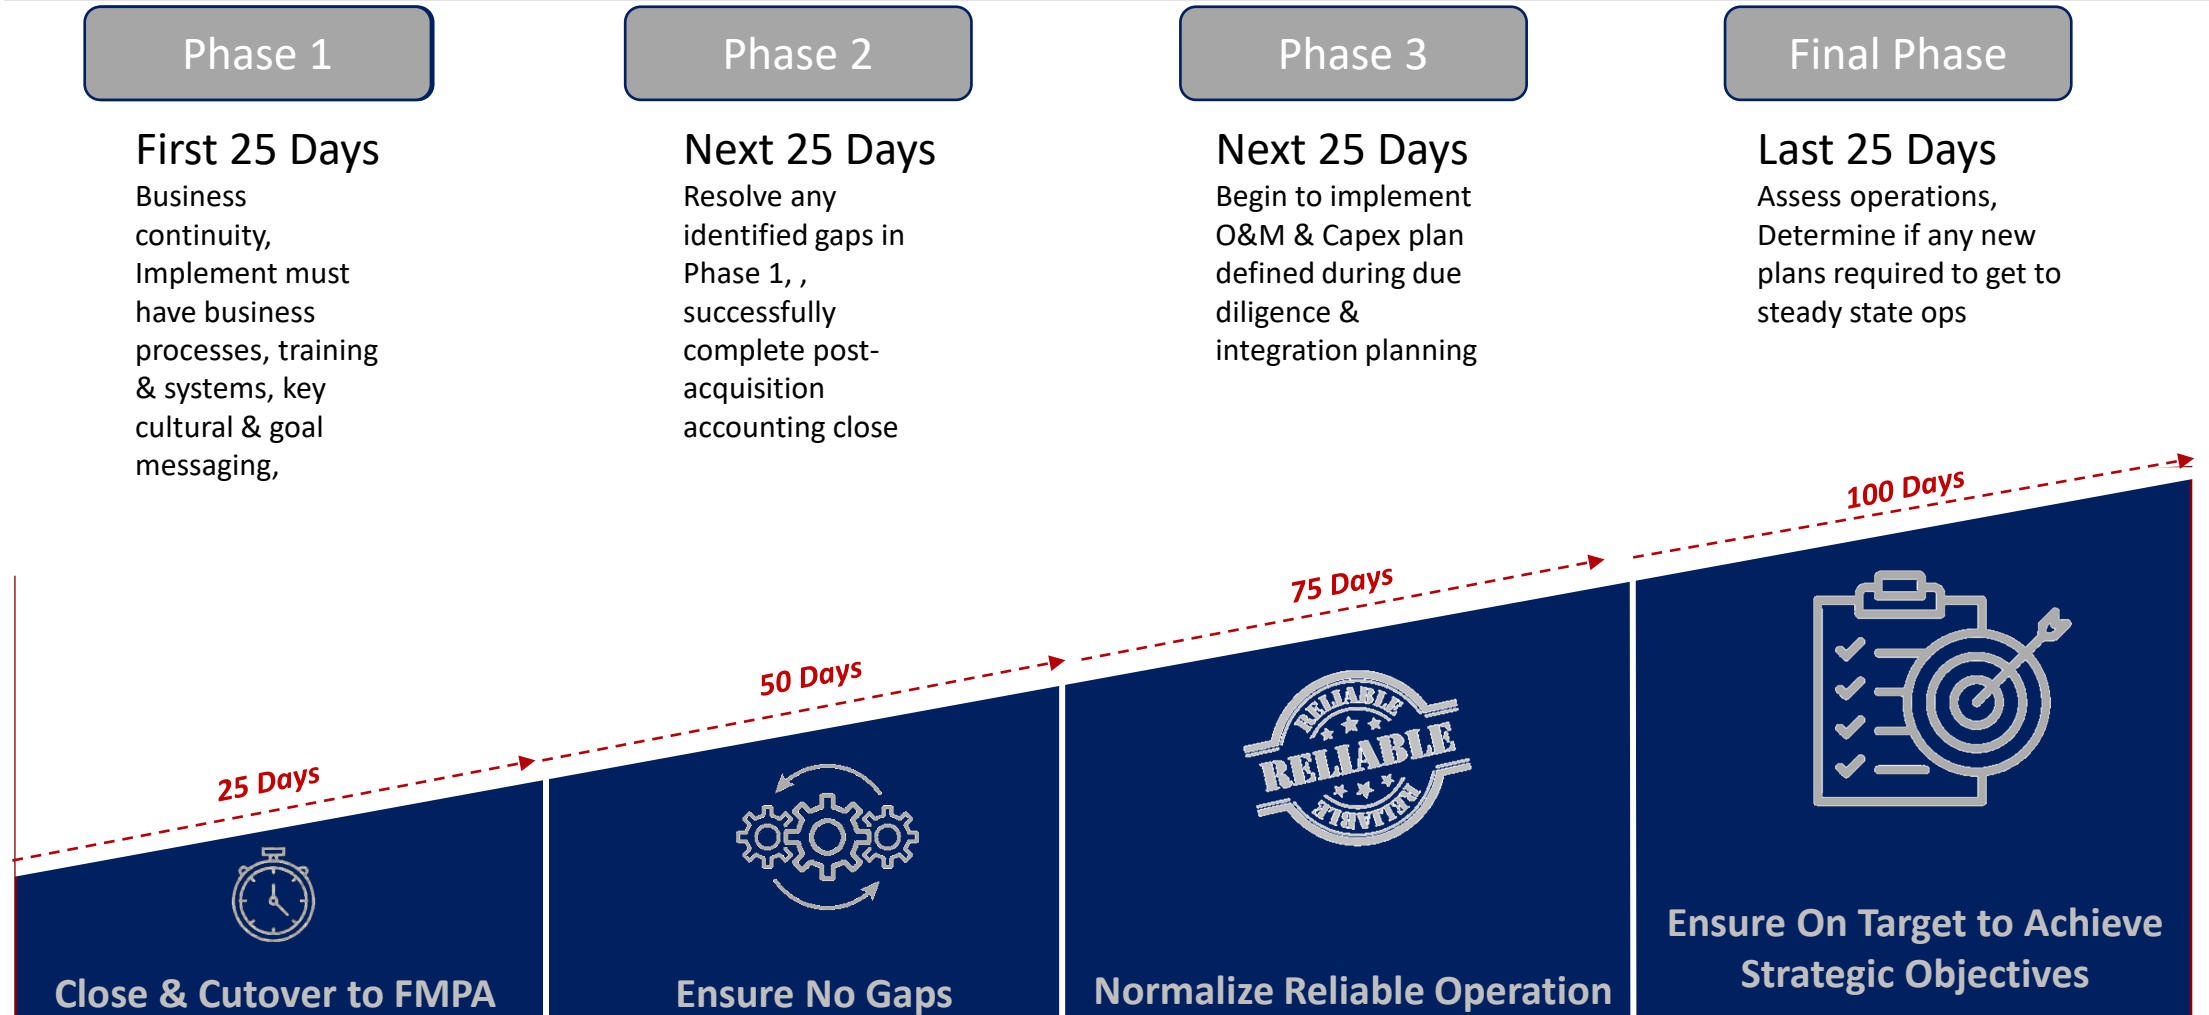 Phase 1
Phase 2
Phase 3
Final Phase
First 25 Days
Business
continuity,
Implement must
have business
processes, training
& systems, key
cultural & goal
messaging,
Next 25 Days
Resolve any
identified gaps in
Phase 1, ,
successfully
complete post-
acquisition
accounting close
Next 25 Days
Begin to implement
O&M & Capex plan
defined during due
diligence &
integration planning
Last 25 Days
Assess operations,
Determine if any new
plans required to get to
steady state ops
25 Days
50 Days
75 Days
100 Days
RELIABLE
RELIABLE
RELIABLE
Close & Cutover to FMPA
Ensure No Gaps
Normalize Reliable Operation
Ensure On Target to Achieve
Strategic Objectives